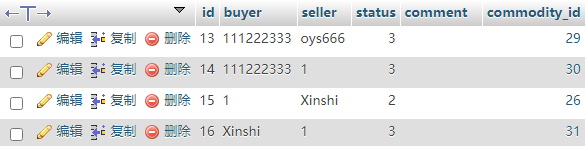 id buyer seller status comment commodity_id
编辑 复制 删除 13 111222333 oys666 3 29
编辑 复制 删除 14 111222333 1 3 30
编辑 复制 删除 15 1 Xinshi 2 26
编辑 复制 删除 16 Xinshi 1 3 31